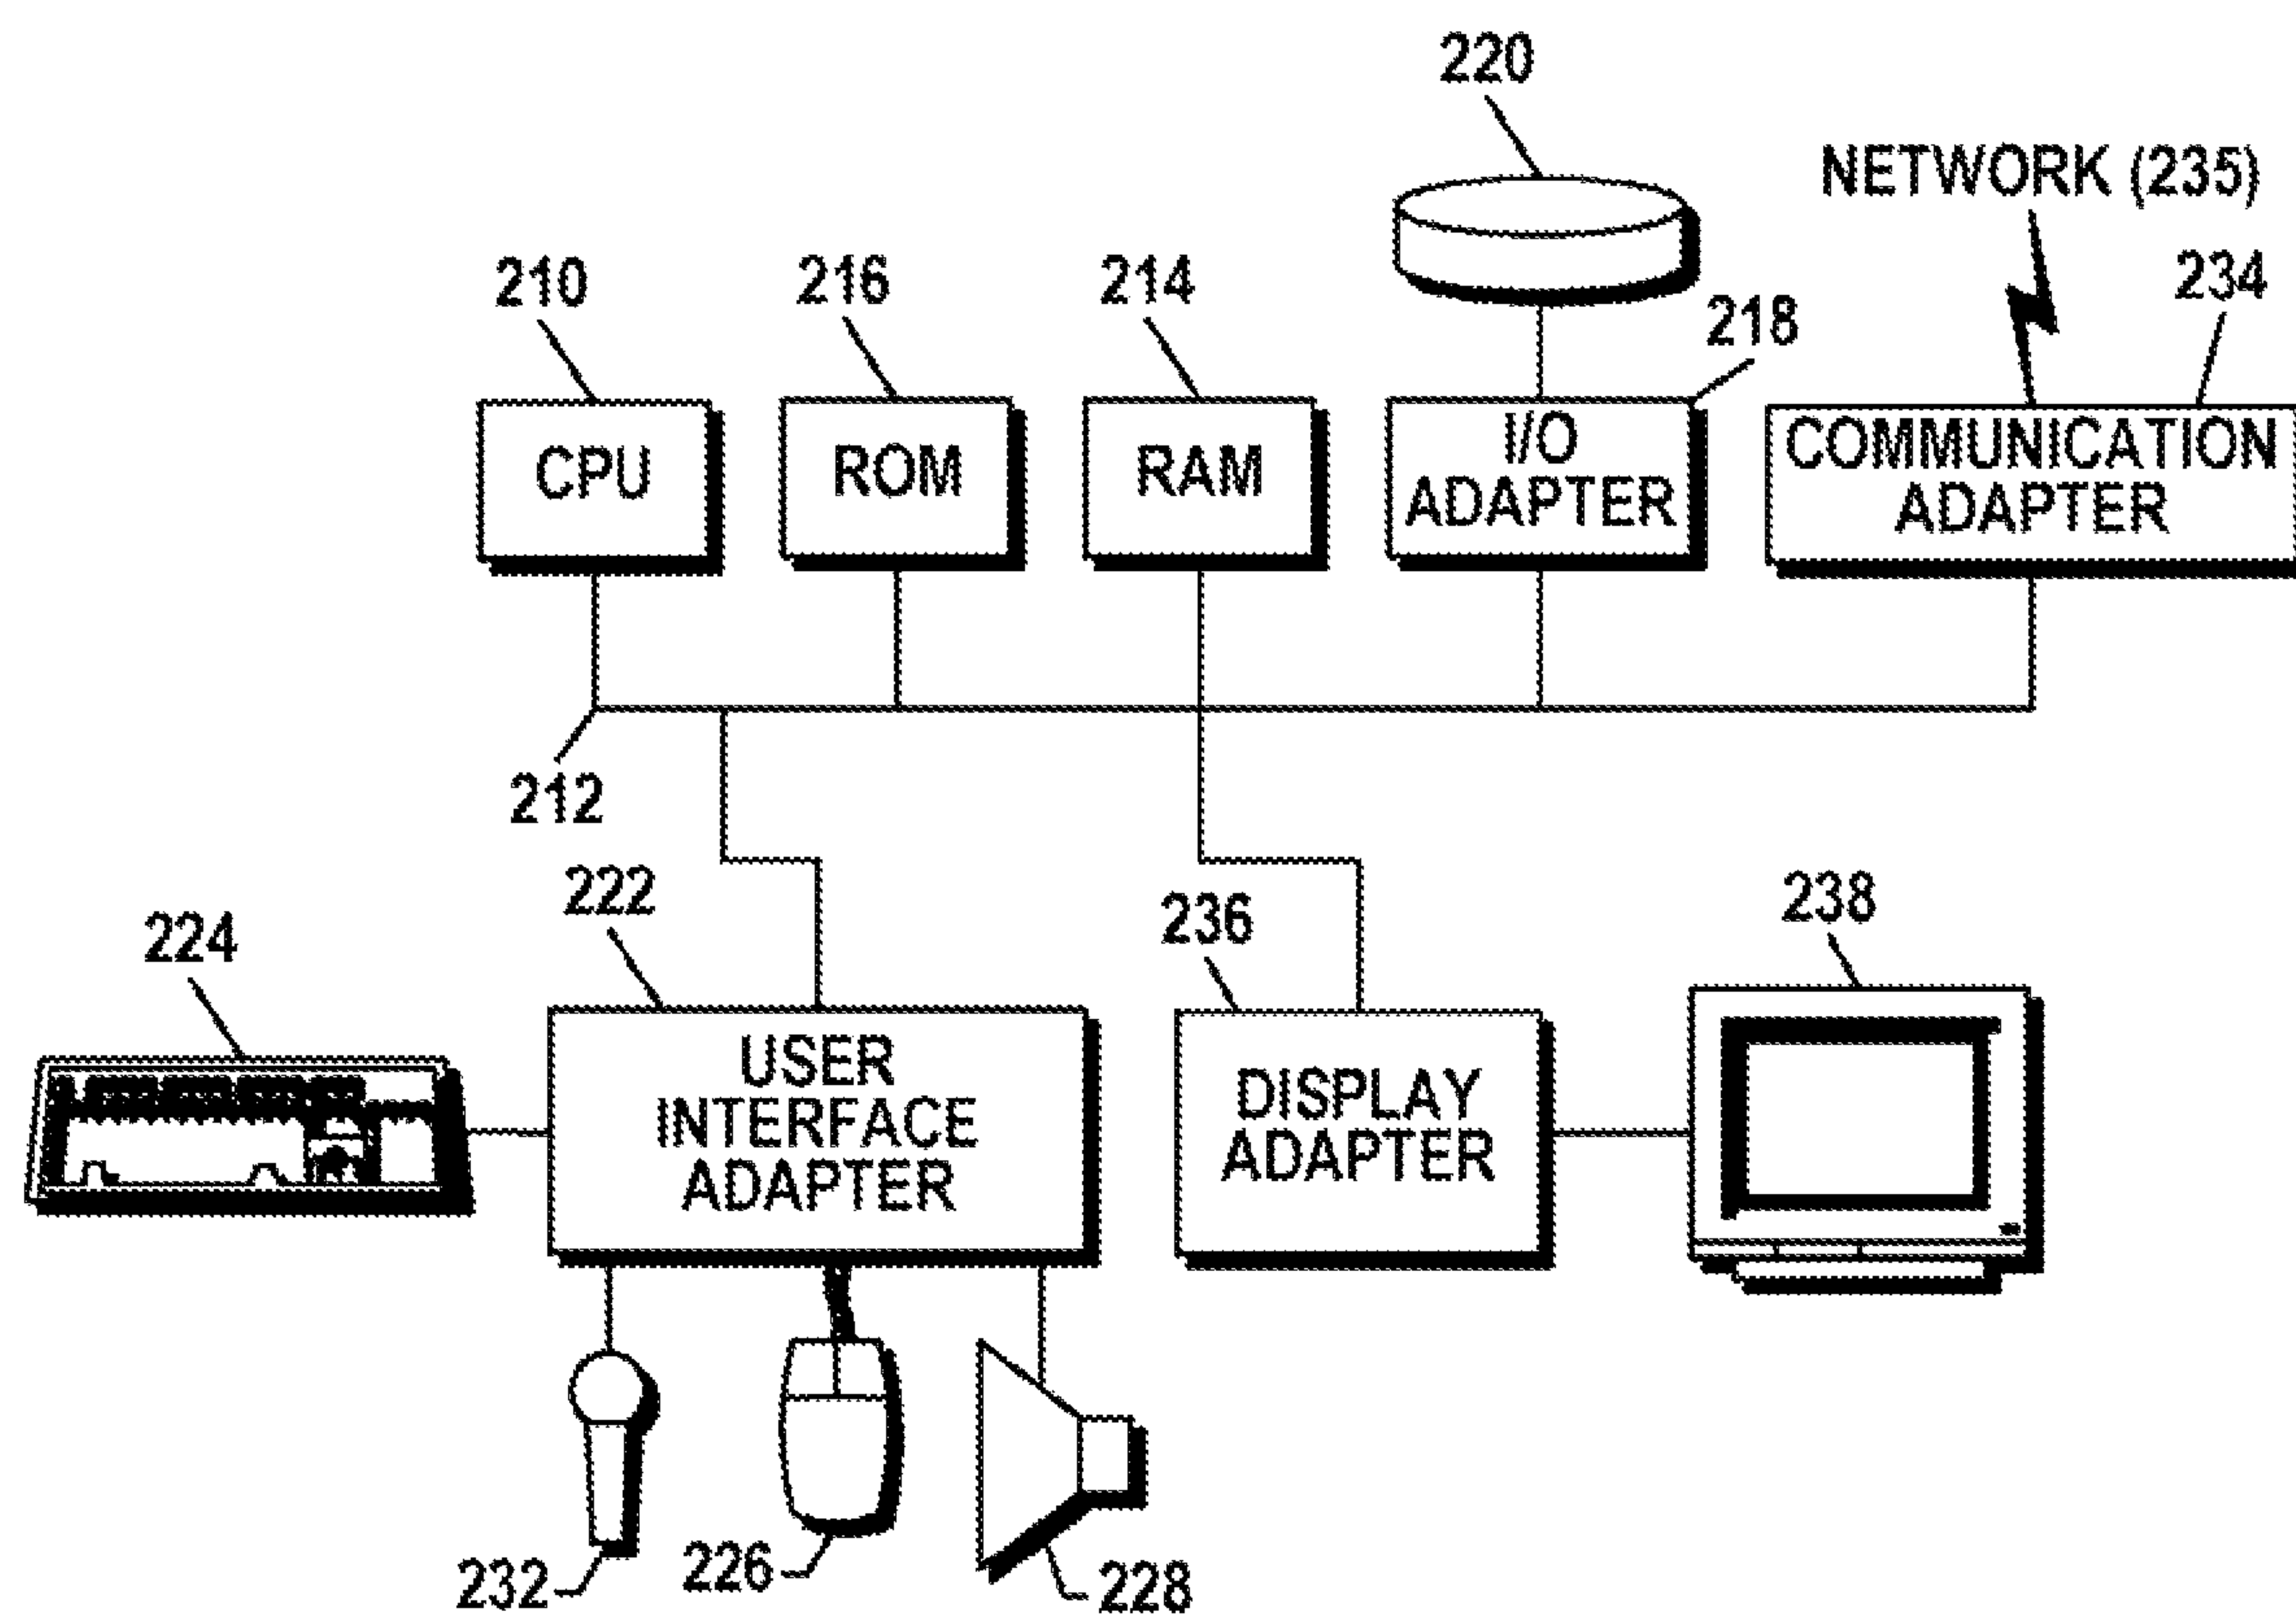 220
NETWORK (235)
210
216
214
218
234
CPU
ROM
RAM
I/O
ADAPTER
COMMUNICATION
ADAPTER
212
222
224
236
238
USER
INTERFACE
ADAPTER
DISPLAY
ADAPTER
232
226
228